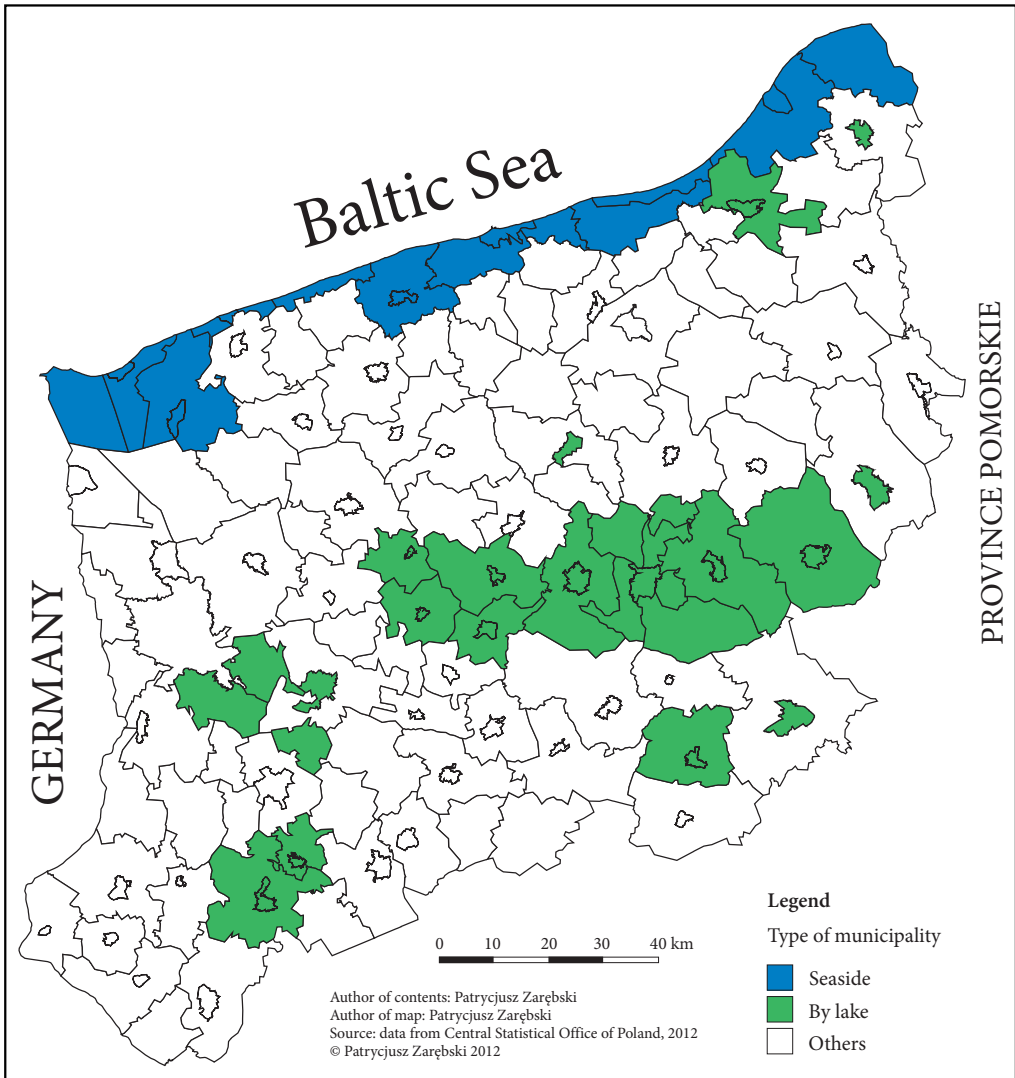 Baltic Sea
PROVINCE POMORSKIE
GERMANY
Legend
Type of municipality
Seaside
By lake
Others
0 10 20 30 40 km
Author of contents: Patrycjusz Zarębski
Author of map: Patrycjusz Zarębski
Source: data from Central Statistical Office of Poland, 2012
© Patrycjusz Zarębski 2012